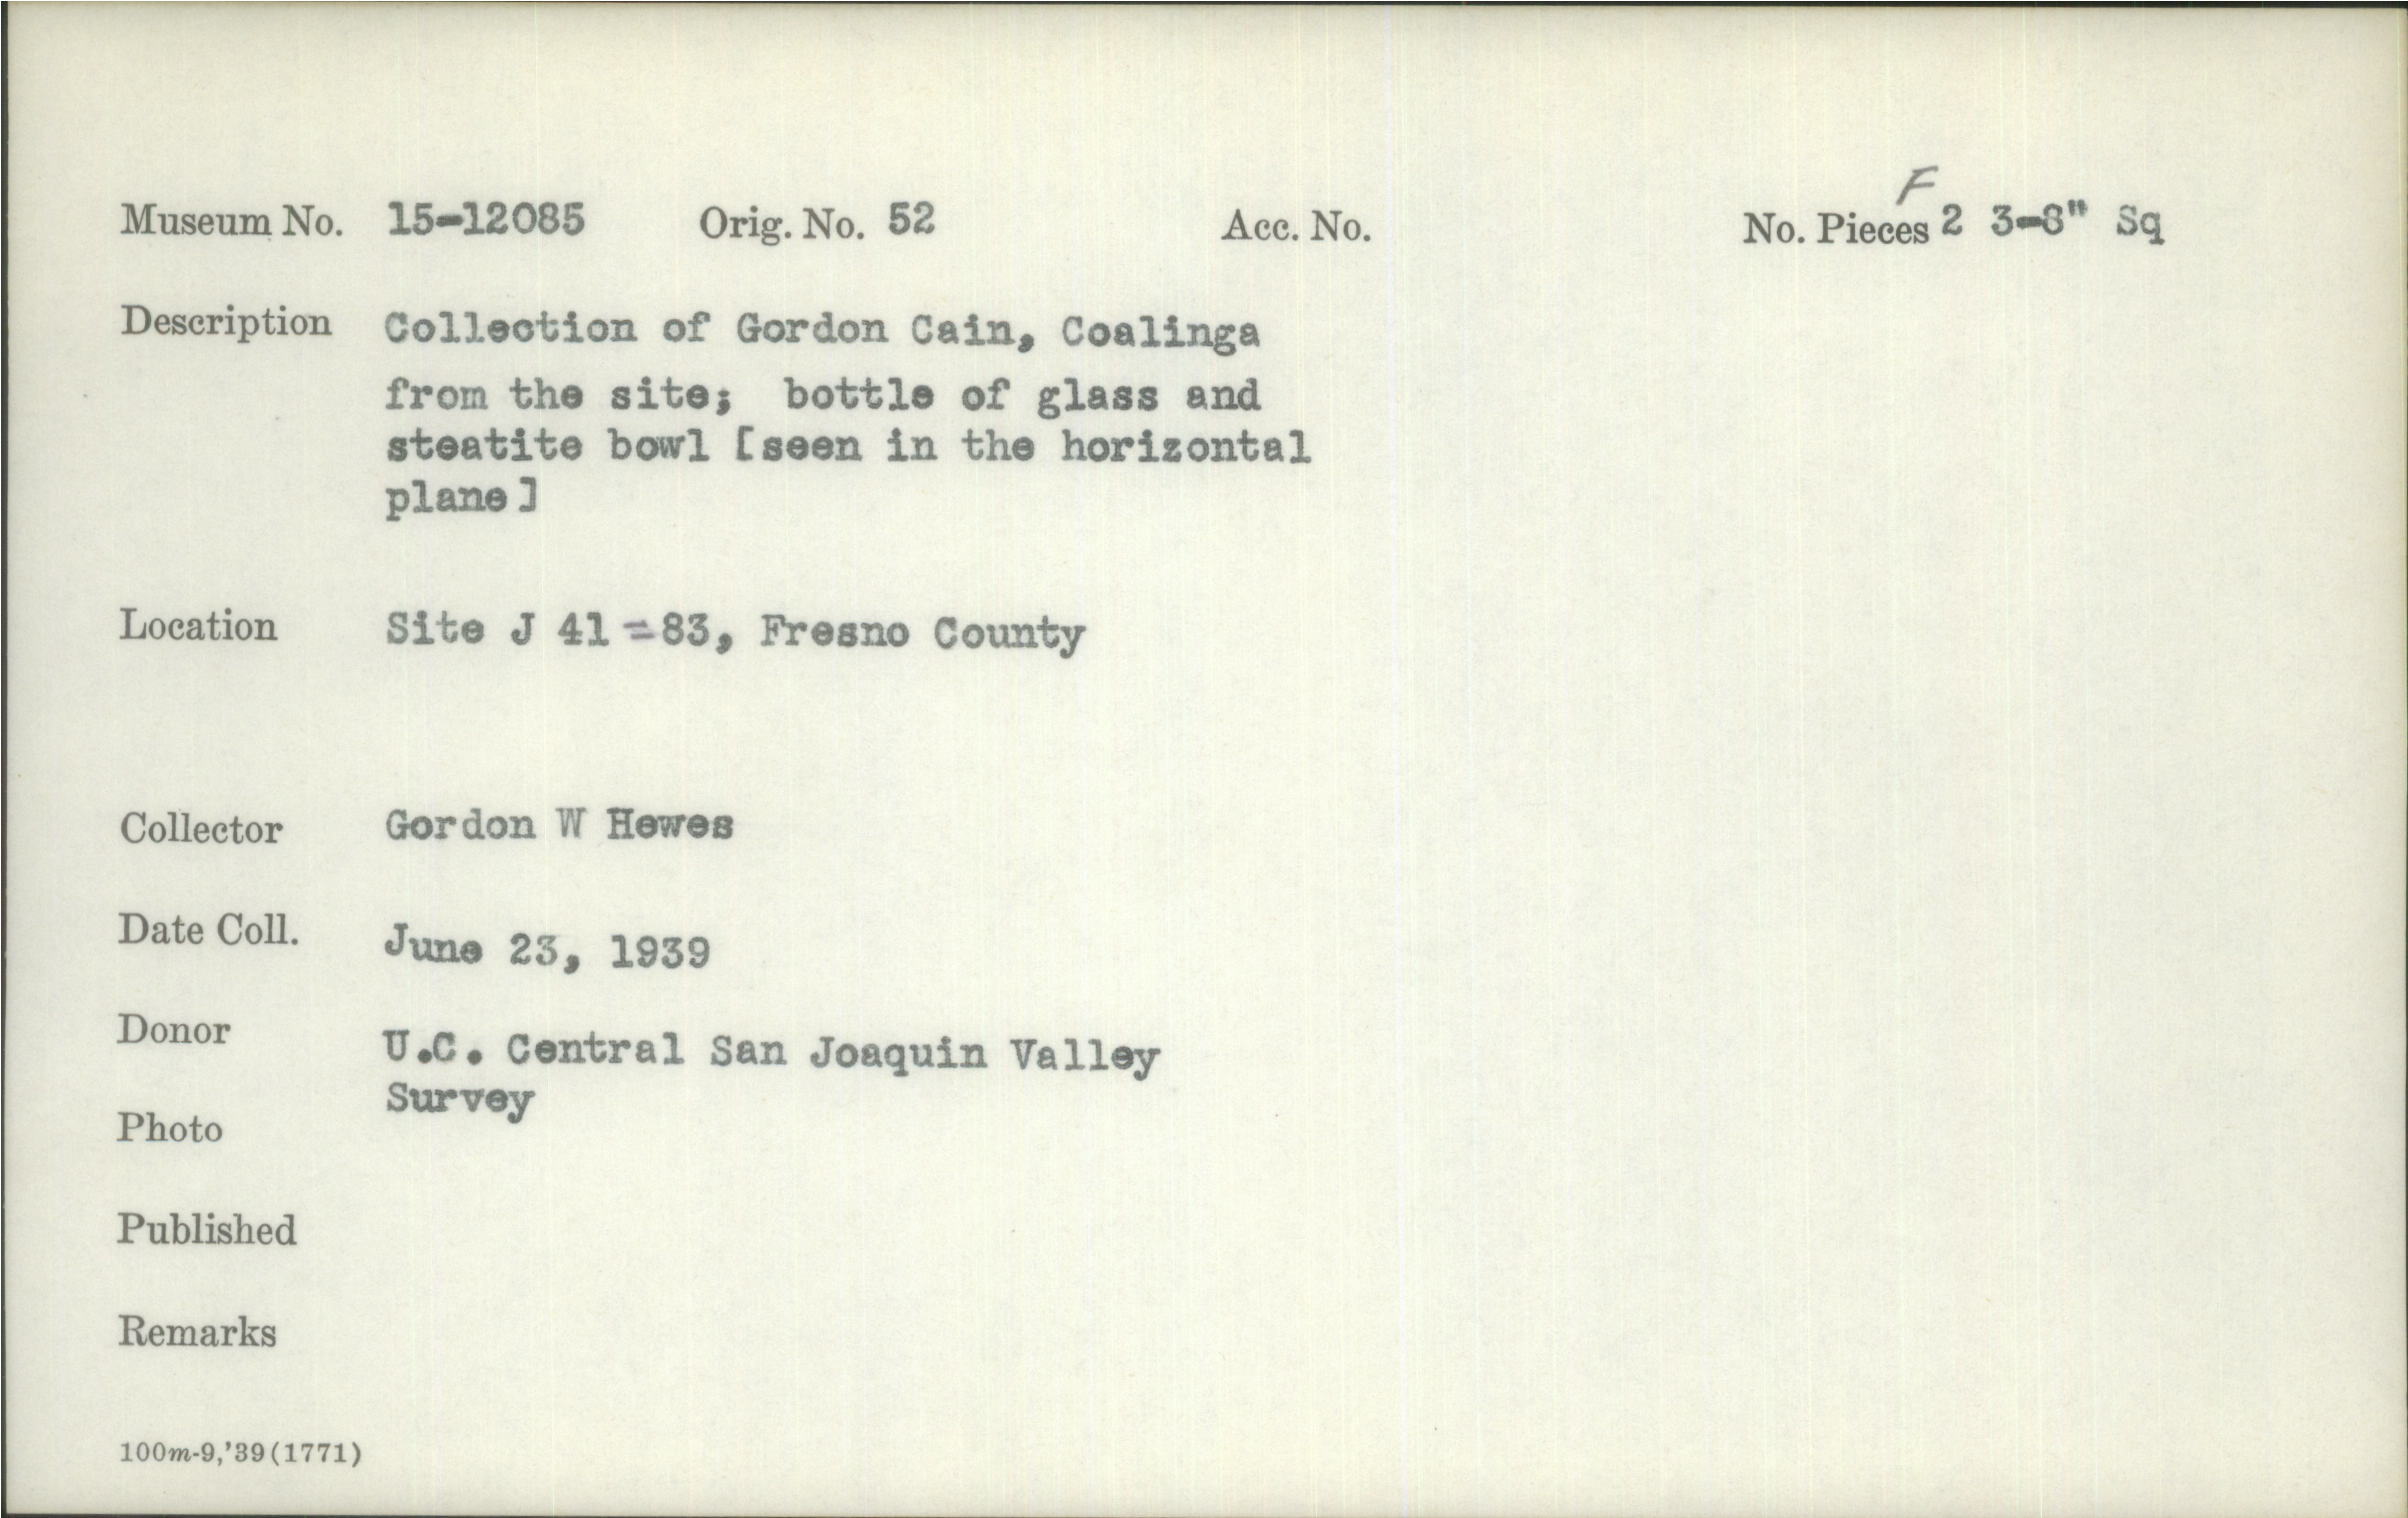 F
Museum No. 15-12085 Orig. No. 52 Acc. No. No. Pieces 2 3-8" Sq
Description Collection of Gordon Cain, Coalinga
from the site; bottle of glass and
steatite bowl [seen in the horizontal
plane]
Location Site J 41 =83, Fresno County
Collector Gordon W Hewes
Date Coll. June 23, 1939
Donor U.C. Central San Joaquin Valley
Survey
Photo
Published
Remarks
100m-9,'39(1771)